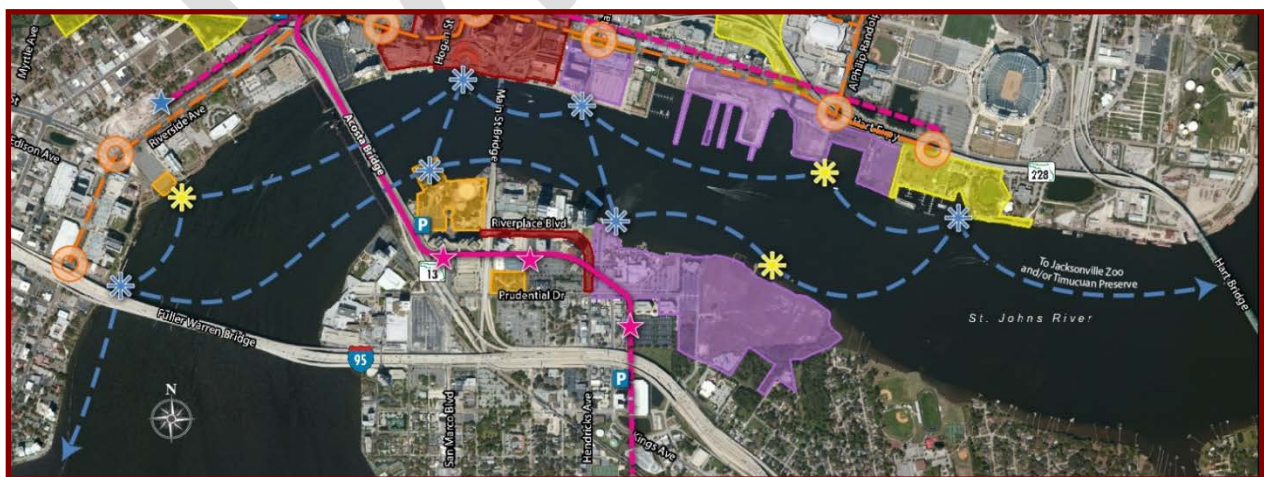 Myrtle Ave
Hogan St
A Philip Randolph
Riverside Ave
Edison Ave
Acosta Bridge
Main St Bridge
Hart E
y
228
P
Riverplace Blvd
13
Prudential Dr
To Jacksonville Zoo
and/or Timucuan Preserve
Hart Bridge
St. Johns River
Fuller Warren Bridge
95
P
N
San Marco Blvd
Hendricks Ave
Kings Ave